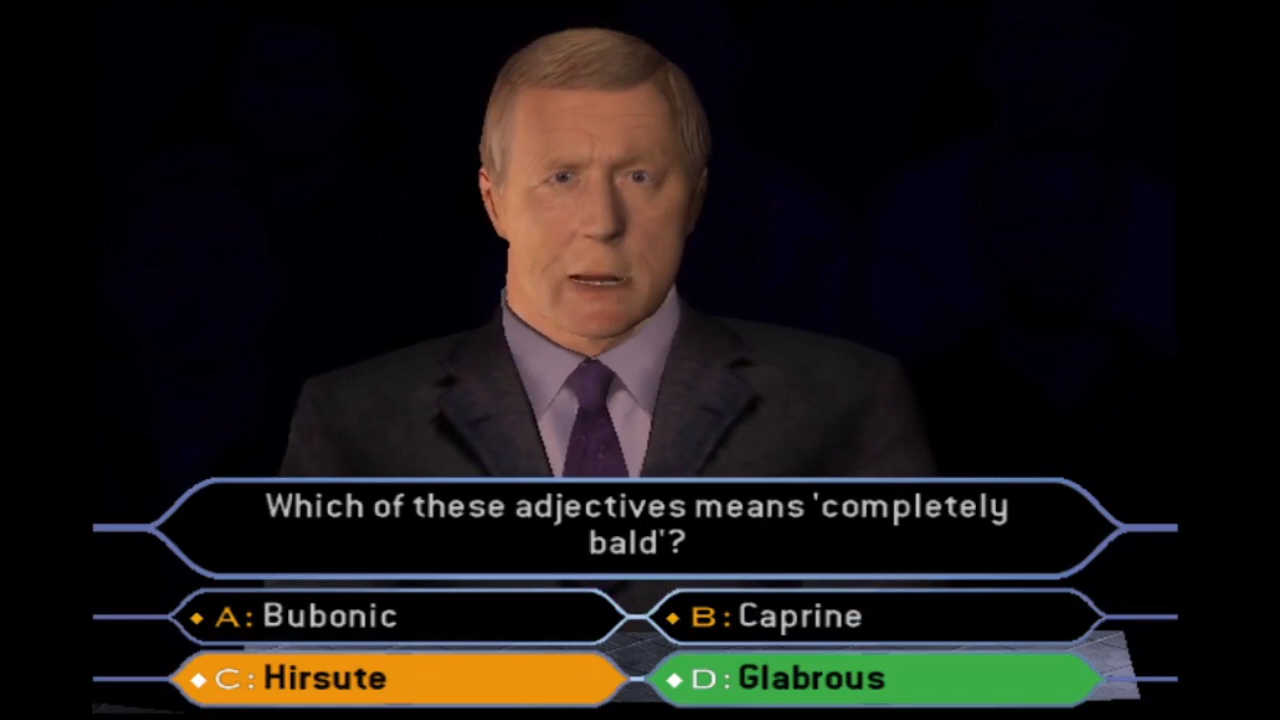 Which of these adjectives means 'completely
bald'?
A: Bubonic
B: Caprine
C: Hirsute
D: Glabrous